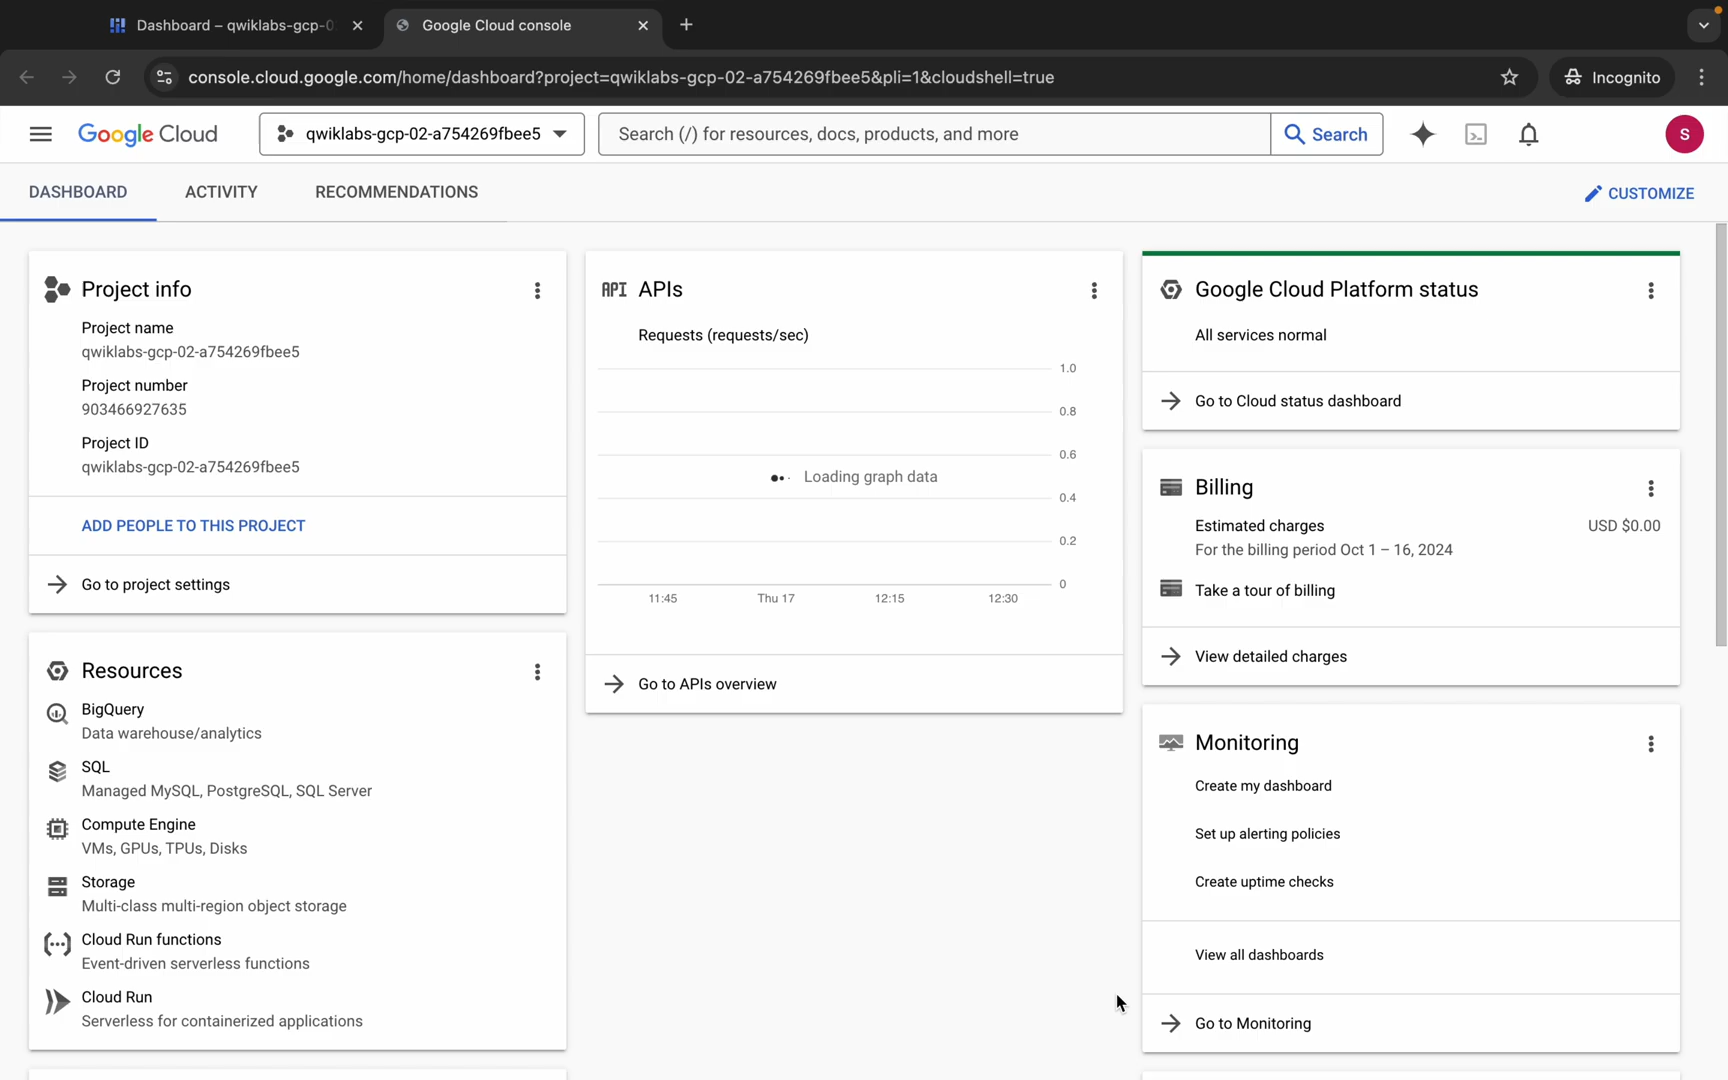 Dashboard – qwiklabs-gcp-0
Google Cloud console
console.cloud.google.com/home/dashboard?project=qwiklabs-gcp-02-a754269fbee5&pli=1&cloudshell=true
Incognito
Google Cloud
qwiklabs-gcp-02-a754269fbee5
Search (/) for resources, docs, products, and more
Search
S
DASHBOARD
ACTIVITY
RECOMMENDATIONS
CUSTOMIZE
Project info
Project name
qwiklabs-gcp-02-a754269fbee5
Project number
903466927635
Project ID
qwiklabs-gcp-02-a754269fbee5
ADD PEOPLE TO THIS PROJECT
Go to project settings
Resources
BigQuery
Data warehouse/analytics
SQL
Managed MySQL, PostgreSQL, SQL Server
Compute Engine
VMs, GPUs, TPUs, Disks
Storage
Multi-class multi-region object storage
Cloud Run functions
Event-driven serverless functions
Cloud Run
Serverless for containerized applications
API APIs
Requests (requests/sec)
1.0
0.8
0.6
Loading graph data
0.4
0.2
0
11:45 Thu 17 12:15 12:30
Go to APIs overview
Google Cloud Platform status
All services normal
Go to Cloud status dashboard
Billing
Estimated charges USD $0.00
For the billing period Oct 1 – 16, 2024
Take a tour of billing
View detailed charges
Monitoring
Create my dashboard
Set up alerting policies
Create uptime checks
View all dashboards
Go to Monitoring